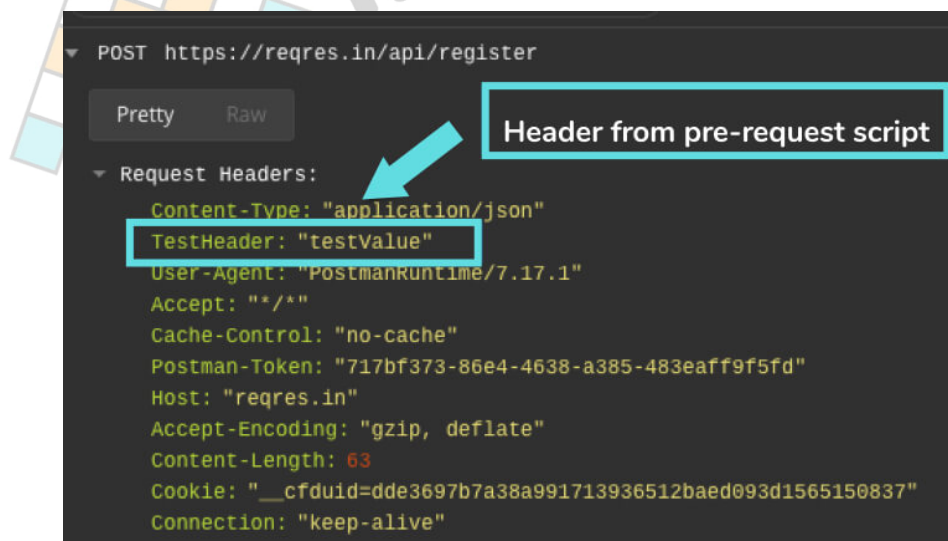 POST https://reqres.in/api/register
Pretty Raw
Header from pre-request script
Request Headers:
Content-Type: "application/json"
TestHeader: "testValue"
User-Agent: "PostmanRuntime/7.17.1"
Accept: "*/*"
Cache-Control: "no-cache"
Postman-Token: "717bf373-86e4-4638-a385-483eaff9f5fd"
Host: "reqres.in"
Accept-Encoding: "gzip, deflate"
Content-Length: 63
Cookie: "__cfduid=dde3697b7a38a991713936512baed093d1565150837"
Connection: "keep-alive"